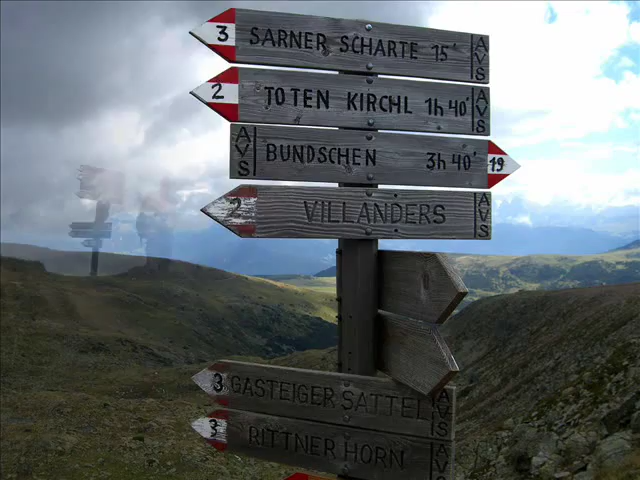 3 SARNER SCHARTE 15' AVS
2 TOTEN KIRCHL 1h 40' AVS
AVS BUNDSCHEN 3h 40' 19
2 VILLANDERS AVS
3 GASTEIGER SATTEL AVS
3 RITTNER HORN AVS